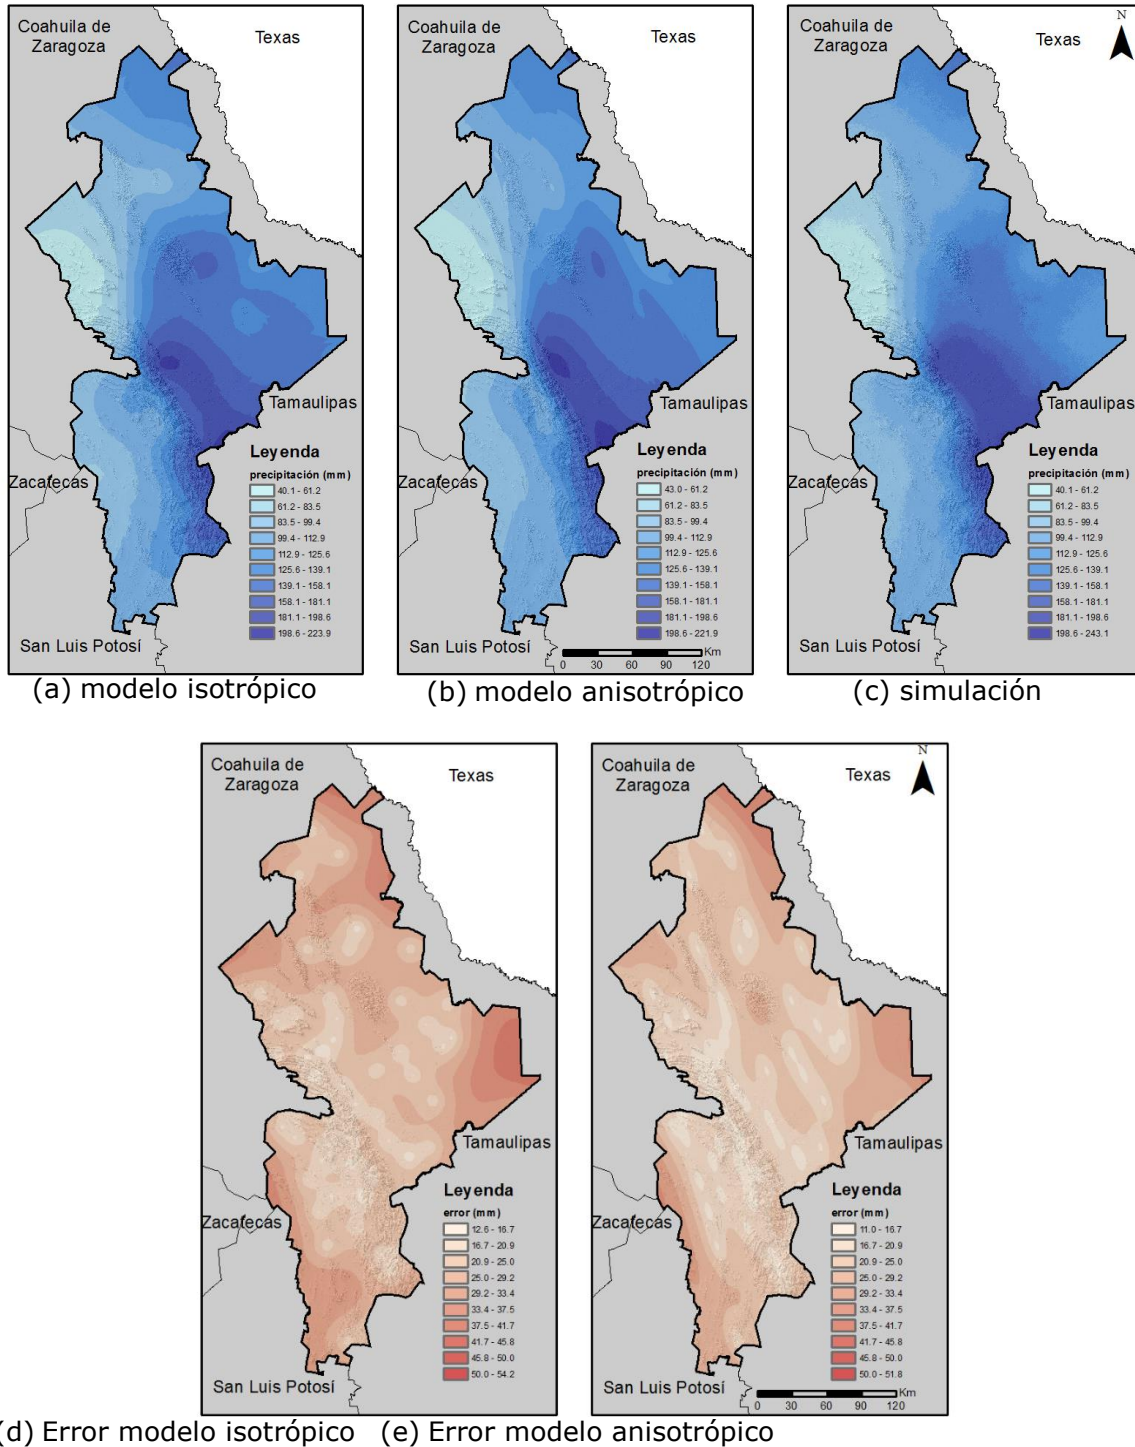 Coahuila de
Zaragoza
Texas
Tamaulipas
Zacatecas
San Luis Potosí
Leyenda
precipitación (mm)
40.1 - 61.2
61.2 - 83.5
83.5 - 99.4
99.4 - 112.9
112.9 - 125.6
125.6 - 139.1
139.1 - 158.1
158.1 - 181.1
181.1 - 198.6
198.6 - 223.9
(a) modelo isotrópico
Coahuila de
Zaragoza
Texas
Tamaulipas
Zacatecas
Leyenda
precipitación (mm)
43.0 - 61.2
61.2 - 83.5
83.5 - 99.4
99.4 - 112.9
112.9 - 125.6
125.6 - 139.1
139.1 - 158.1
158.1 - 181.1
181.1 - 198.6
198.6 - 221.9
San Luis Potosí
Km
0 30 60 90 120
(b) modelo anisotrópico
N
Coahuila de
Zaragoza
Texas
Tamaulipas
Zacatecas
Leyenda
precipitación (mm)
40.1 - 61.2
61.2 - 83.5
83.5 - 99.4
99.4 - 112.9
112.9 - 125.6
125.6 - 139.1
139.1 - 158.1
158.1 - 181.1
181.1 - 198.6
198.6 - 243.1
San Luis Potosí
(c) simulación
Coahuila de
Zaragoza
Texas
Tamaulipas
Zacatecas
Leyenda
error (mm)
12.6 - 16.7
16.7 - 20.9
20.9 - 25.0
25.0 - 29.2
29.2 - 33.4
33.4 - 37.5
37.5 - 41.7
41.7 - 45.8
45.8 - 50.0
50.0 - 54.2
San Luis Potosí
(d) Error modelo isotrópico
N
Coahuila de
Zaragoza
Texas
Tamaulipas
Zacatecas
Leyenda
error (mm)
11.0 - 16.7
16.7 - 20.9
20.9 - 25.0
25.0 - 29.2
29.2 - 33.4
33.4 - 37.5
37.5 - 41.7
41.7 - 45.8
45.8 - 50.0
50.0 - 51.8
San Luis Potosí
Km
0 30 60 90 120
(e) Error modelo anisotrópico